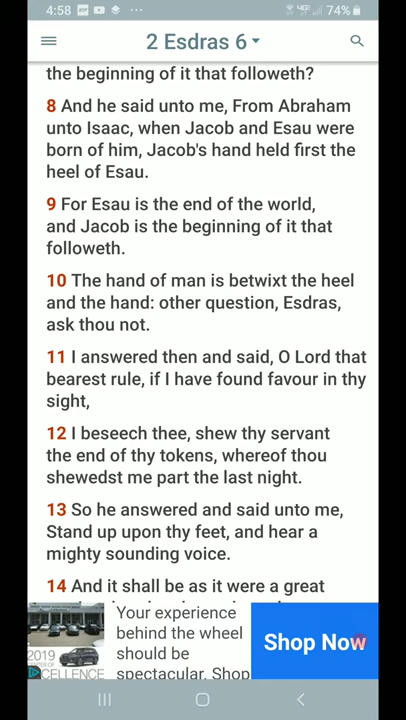 4:58
74%
2 Esdras 6
the beginning of it that followeth?
8 And he said unto me, From Abraham
unto Isaac, when Jacob and Esau were
born of him, Jacob's hand held first the
heel of Esau.
9 For Esau is the end of the world,
and Jacob is the beginning of it that
followeth.
10 The hand of man is betwixt the heel
and the hand: other question, Esdras,
ask thou not.
11 I answered then and said, O Lord that
bearest rule, if I have found favour in thy
sight,
12 I beseech thee, shew thy servant
the end of thy tokens, whereof thou
shewedst me part the last night.
13 So he answered and said unto me,
Stand up upon thy feet, and hear a
mighty sounding voice.
14 And it shall be as it were a great
Your experience
behind the wheel
should be
spectacular. Shop
Shop Now
2019